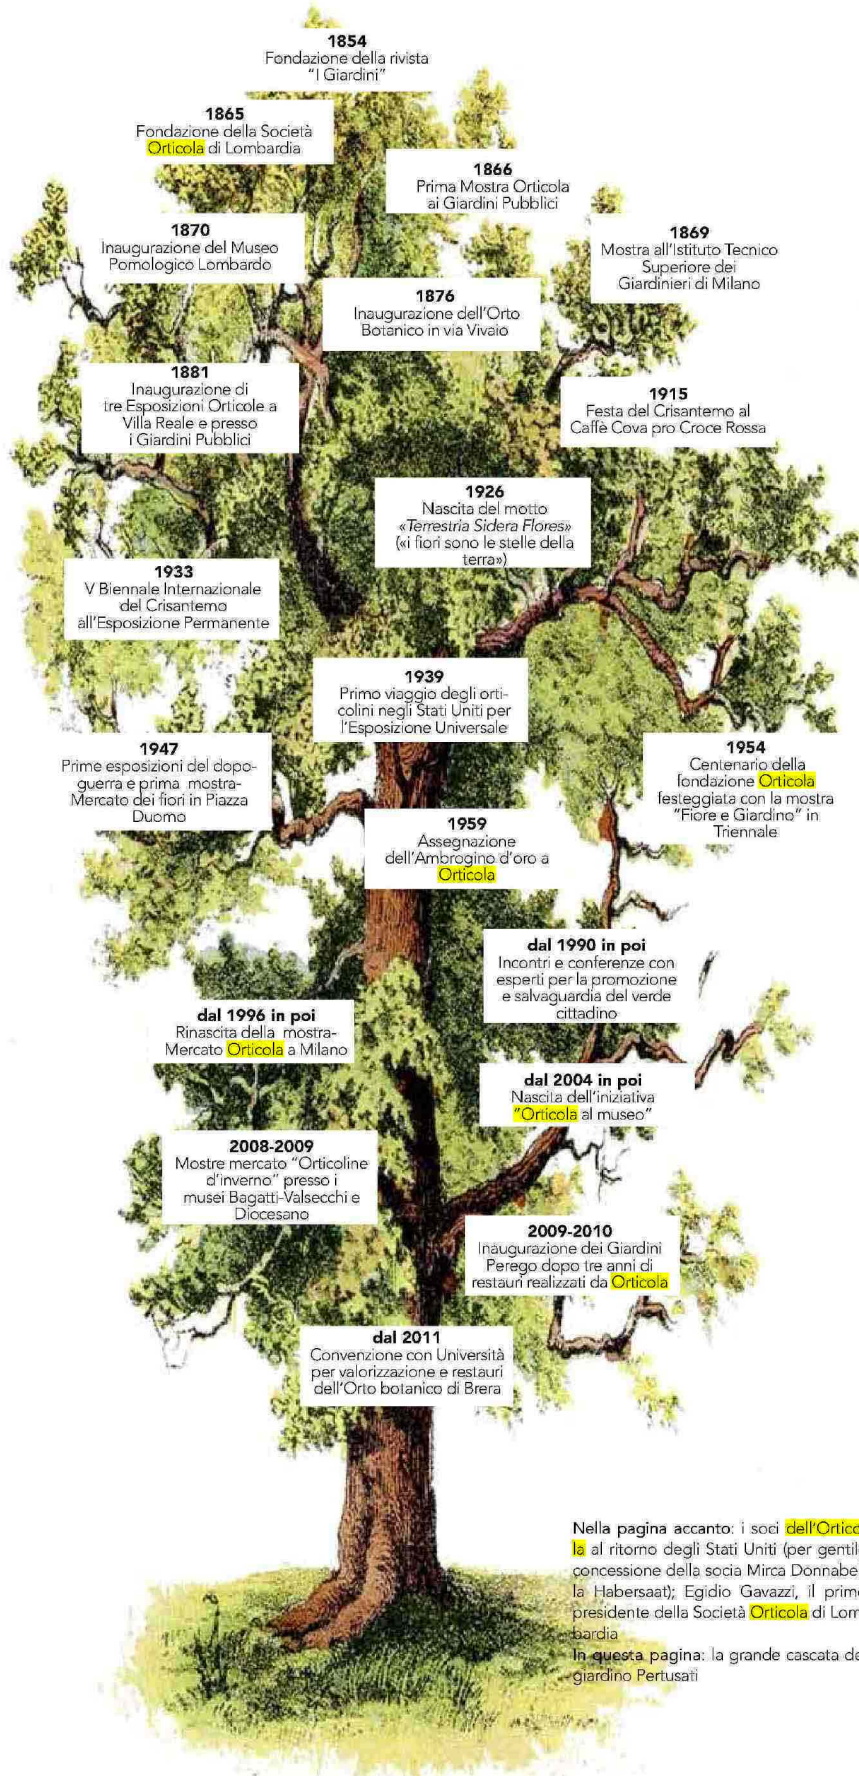 1854
Fondazione della rivista
"I Giardini"
1865
Fondazione della Società
Orticola di Lombardia
1866
Prima Mostra Orticola
ai Giardini Pubblici
1870
Inaugurazione del Museo
Pomologico Lombardo
1869
Mostra all'Istituto Tecnico
Superiore dei
Giardinieri di Milano
1876
Inaugurazione dell'Orto
Botanico in via Vivaio
1881
Inaugurazione di
tre Esposizioni Orticole a
Villa Reale e presso
i Giardini Pubblici
1915
Festa del Crisantemo al
Caffè Cova pro Croce Rossa
1926
Nascita del motto
«Terrestria Sidera Flores»
(«i fiori sono le stelle della
terra»)
1933
V Biennale Internazionale
del Crisantemo
all'Esposizione Permanente
1939
Primo viaggio degli orti-
colini negli Stati Uniti per
l'Esposizione Universale
1947
Prime esposizioni del dopo-
guerra e prima mostra-
Mercato dei fiori in Piazza
Duomo
1954
Centenario della
fondazione Orticola
festeggiata con la mostra
"Fiore e Giardino" in
Triennale
1959
Assegnazione
dell'Ambrogino d'oro a
Orticola
dal 1990 in poi
Incontri e conferenze con
esperti per la promozione
e salvaguardia del verde
cittadino
dal 1996 in poi
Rinascita della mostra-
Mercato Orticola a Milano
dal 2004 in poi
Nascita dell'iniziativa
"Orticola al museo"
2008-2009
Mostre mercato "Orticoline
d'inverno" presso i
musei Bagatti-Valsecchi e
Diocesano
2009-2010
Inaugurazione dei Giardini
Perego dopo tre anni di
restauri realizzati da Orticola
dal 2011
Convenzione con Università
per valorizzazione e restauri
dell'Orto botanico di Brera
Nella pagina accanto: i soci dell'Ortico
la al ritorno degli Stati Uniti (per gentil
concessione della socia Mirca Donnabe
la Habersaat); Egidio Gavazzi, il prim
presidente della Società Orticola di Lom
bardia
In questa pagina: la grande cascata de
giardino Pertusati